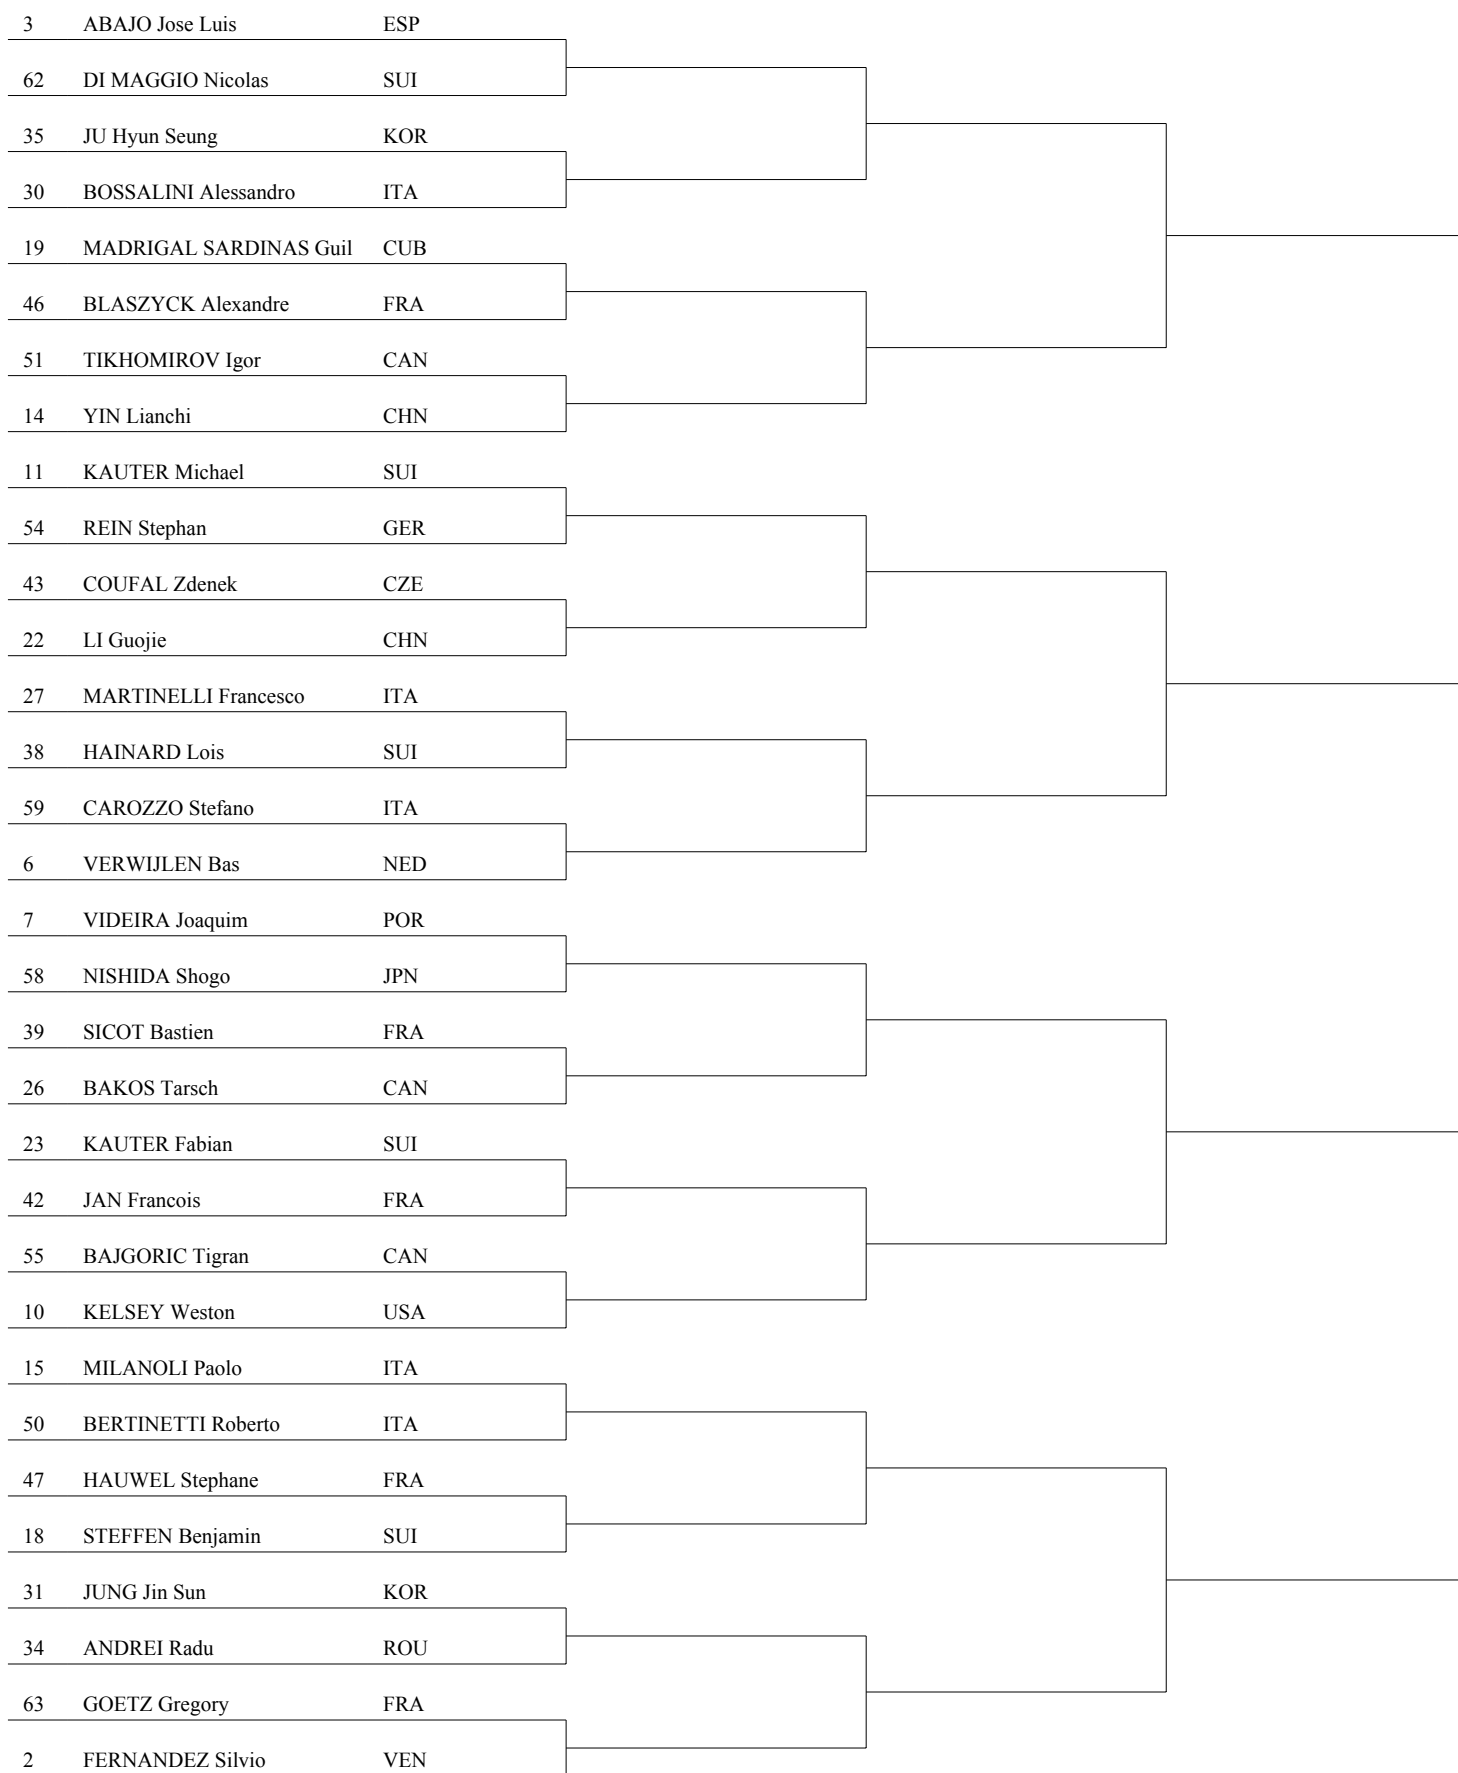 3 ABAJO Jose Luis ESP
62 DI MAGGIO Nicolas SUI
35 JU Hyun Seung KOR
30 BOSSALINI Alessandro ITA
19 MADRIGAL SARDINAS Guil CUB
46 BLASZYCK Alexandre FRA
51 TIKHOMIROV Igor CAN
14 YIN Lianchi CHN
11 KAUTER Michael SUI
54 REIN Stephan GER
43 COUFAL Zdenek CZE
22 LI Guojie CHN
27 MARTINELLI Francesco ITA
38 HAINARD Lois SUI
59 CAROZZO Stefano ITA
6 VERWIJLEN Bas NED
7 VIDEIRA Joaquim POR
58 NISHIDA Shogo JPN
39 SICOT Bastien FRA
26 BAKOS Tarsch CAN
23 KAUTER Fabian SUI
42 JAN Francois FRA
55 BAJGORIC Tigran CAN
10 KELSEY Weston USA
15 MILANOLI Paolo ITA
50 BERTINETTI Roberto ITA
47 HAUWEL Stephane FRA
18 STEFFEN Benjamin SUI
31 JUNG Jin Sun KOR
34 ANDREI Radu ROU
63 GOETZ Gregory FRA
2 FERNANDEZ Silvio VEN